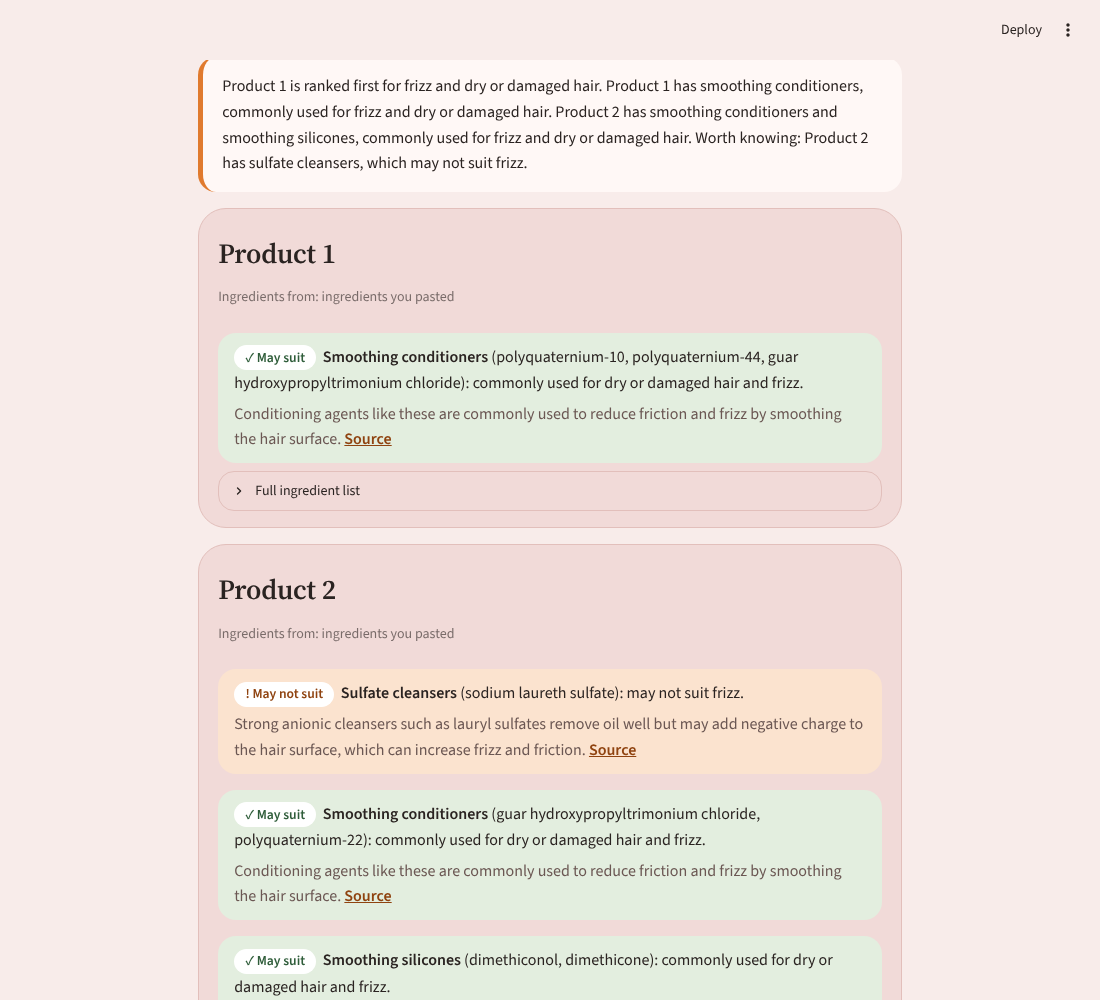 Deploy
Product 1 is ranked first for frizz and dry or damaged hair. Product 1 has smoothing conditioners,
commonly used for frizz and dry or damaged hair. Product 2 has smoothing conditioners and
smoothing silicones, commonly used for frizz and dry or damaged hair. Worth knowing: Product 2
has sulfate cleansers, which may not suit frizz.
Product 1
Ingredients from: ingredients you pasted
✓ May suit Smoothing conditioners (polyquaternium-10, polyquaternium-44, guar
hydroxypropyltrimonium chloride): commonly used for dry or damaged hair and frizz.
Conditioning agents like these are commonly used to reduce friction and frizz by smoothing
the hair surface. Source
Full ingredient list
Product 2
Ingredients from: ingredients you pasted
! May not suit Sulfate cleansers (sodium laureth sulfate): may not suit frizz.
Strong anionic cleansers such as lauryl sulfates remove oil well but may add negative charge to
the hair surface, which can increase frizz and friction. Source
✓ May suit Smoothing conditioners (guar hydroxypropyltrimonium chloride,
polyquaternium-22): commonly used for dry or damaged hair and frizz.
Conditioning agents like these are commonly used to reduce friction and frizz by smoothing
the hair surface. Source
✓ May suit Smoothing silicones (dimethiconol, dimethicone): commonly used for dry or
damaged hair and frizz.